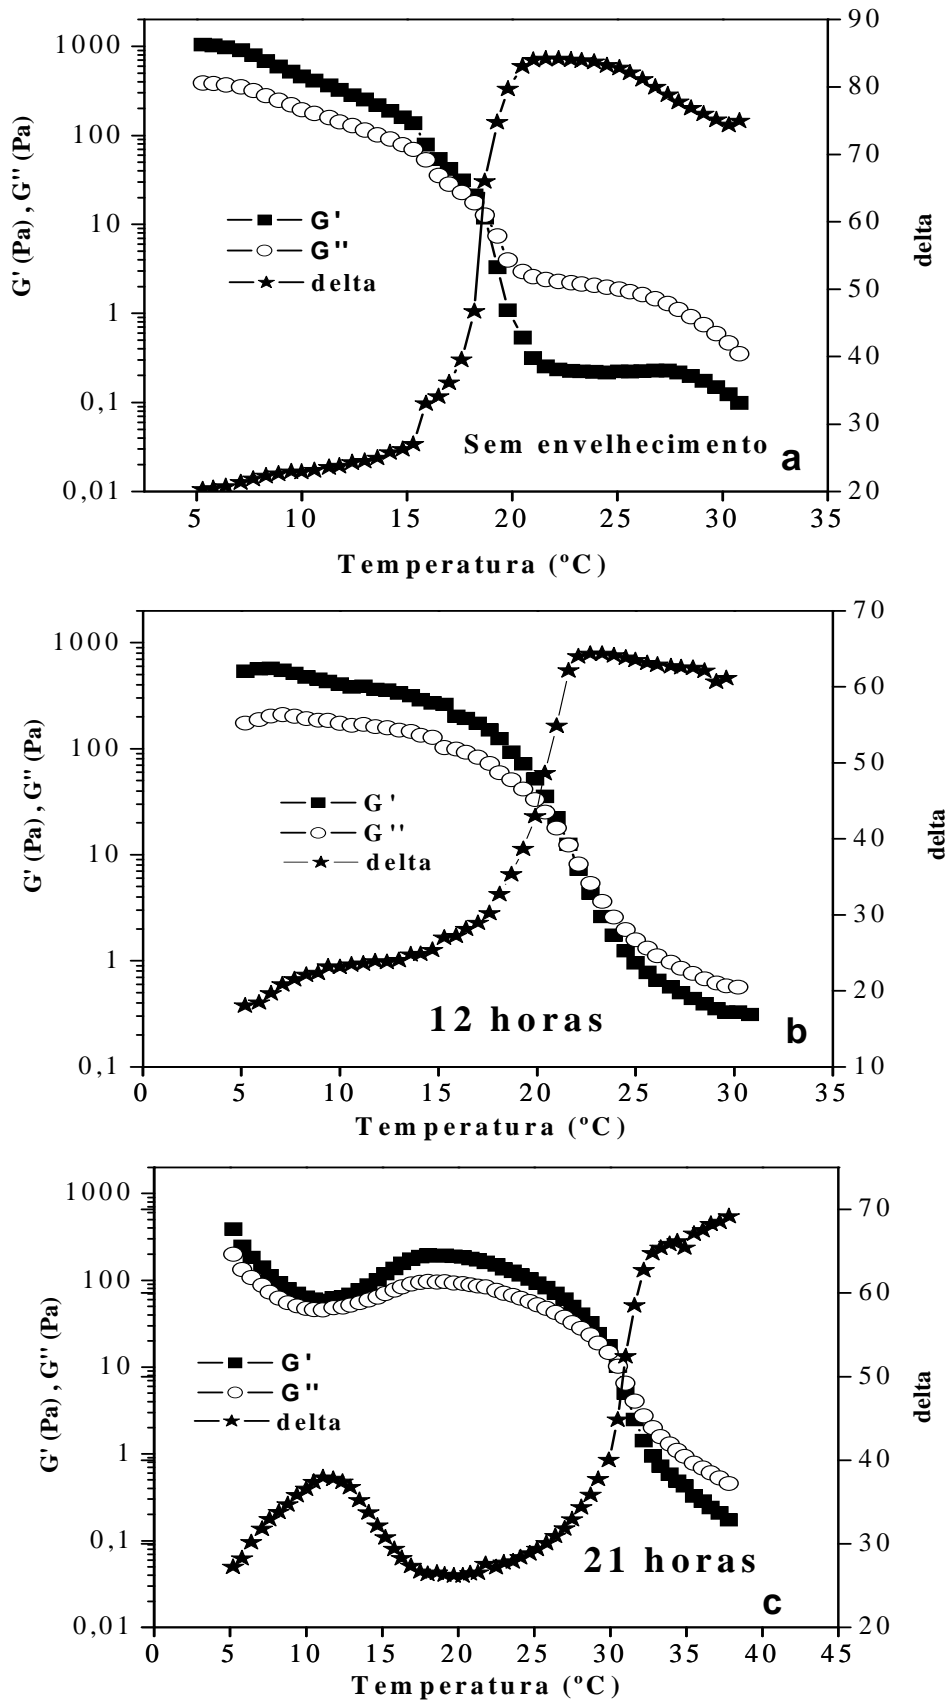 1000
100
10
1
0,1
0,01
G' (Pa) , G'' (Pa)
90
80
70
60
50
40
30
20
delta
G'
G''
delta
Sem envelhecimento
a
5 10 15 20 25 30 35
Temperatura (ºC)
1000
100
10
1
0,1
G' (Pa) , G'' (Pa)
70
60
50
40
30
20
10
delta
G'
G''
delta
12 horas
b
0 5 10 15 20 25 30 35
Temperatura (ºC)
1000
100
10
1
0,1
0,01
G' (Pa) , G'' (Pa)
70
60
50
40
30
20
delta
G'
G''
delta
21 horas
c
0 5 10 15 20 25 30 35 40 45
Temperatura (ºC)